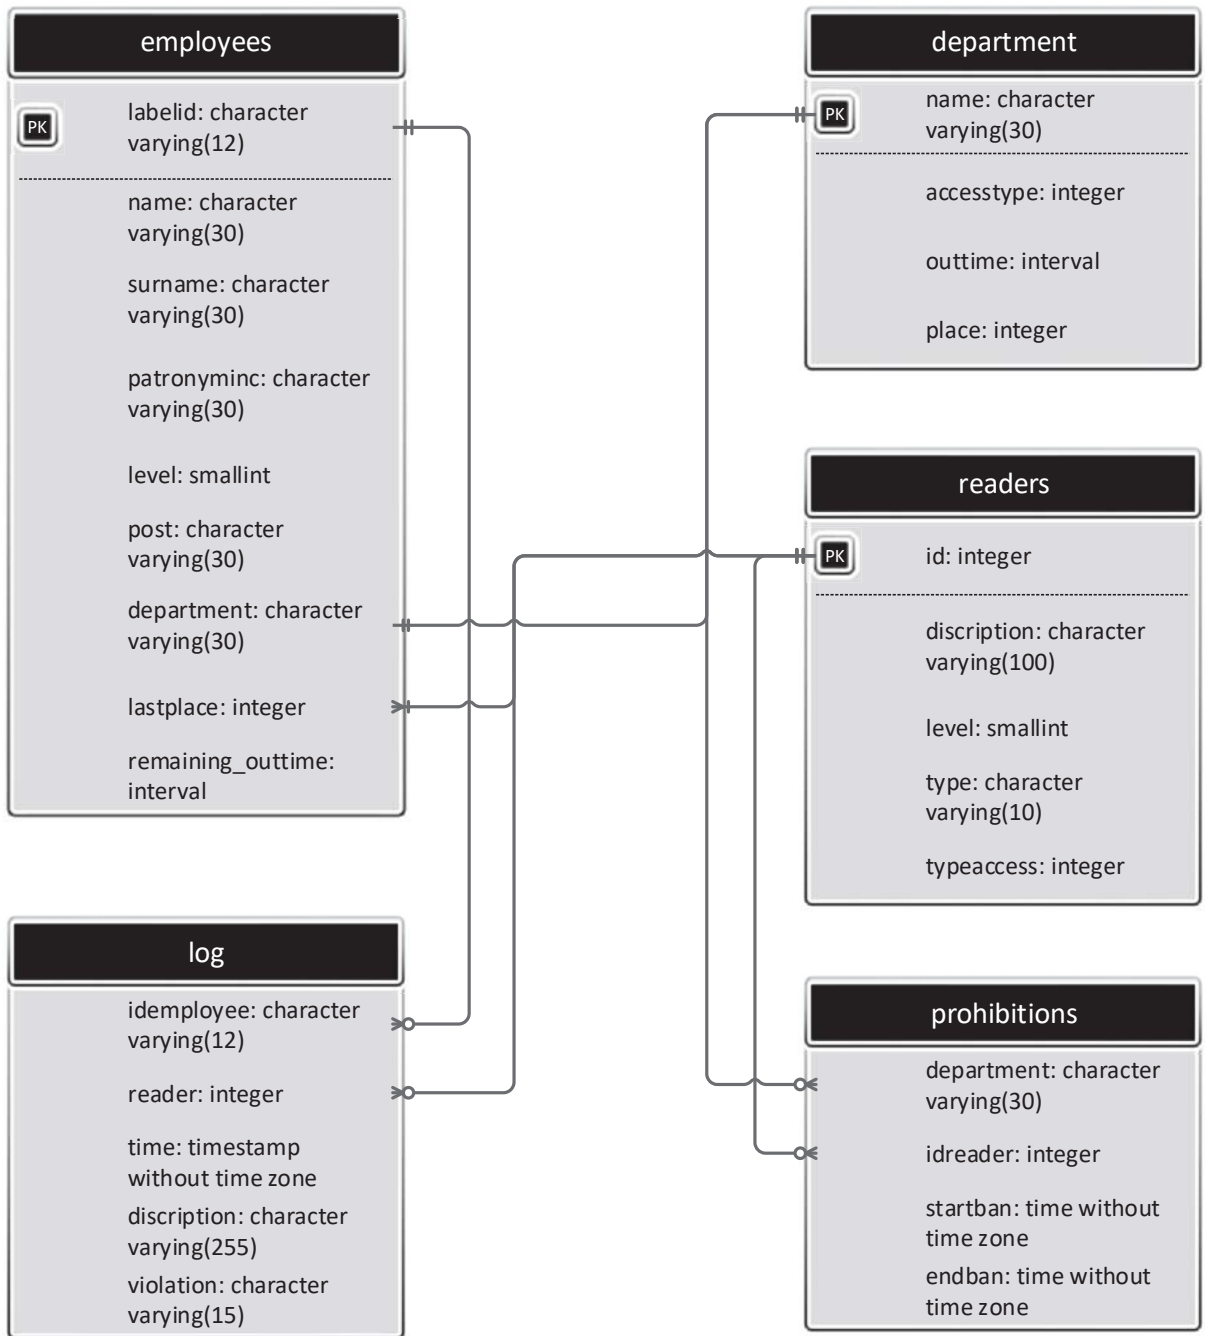 employees
PK
labelid: character
varying(12)
name: character
varying(30)
surname: character
varying(30)
patronyminc: character
varying(30)
level: smallint
post: character
varying(30)
department: character
varying(30)
lastplace: integer
remaining_outtime:
interval
department
PK
name: character
varying(30)
accesstype: integer
outtime: interval
place: integer
readers
PK
id: integer
discription: character
varying(100)
level: smallint
type: character
varying(10)
typeaccess: integer
log
idemployee: character
varying(12)
reader: integer
time: timestamp
without time zone
discription: character
varying(255)
violation: character
varying(15)
prohibitions
department: character
varying(30)
idreader: integer
startban: time without
time zone
endban: time without
time zone